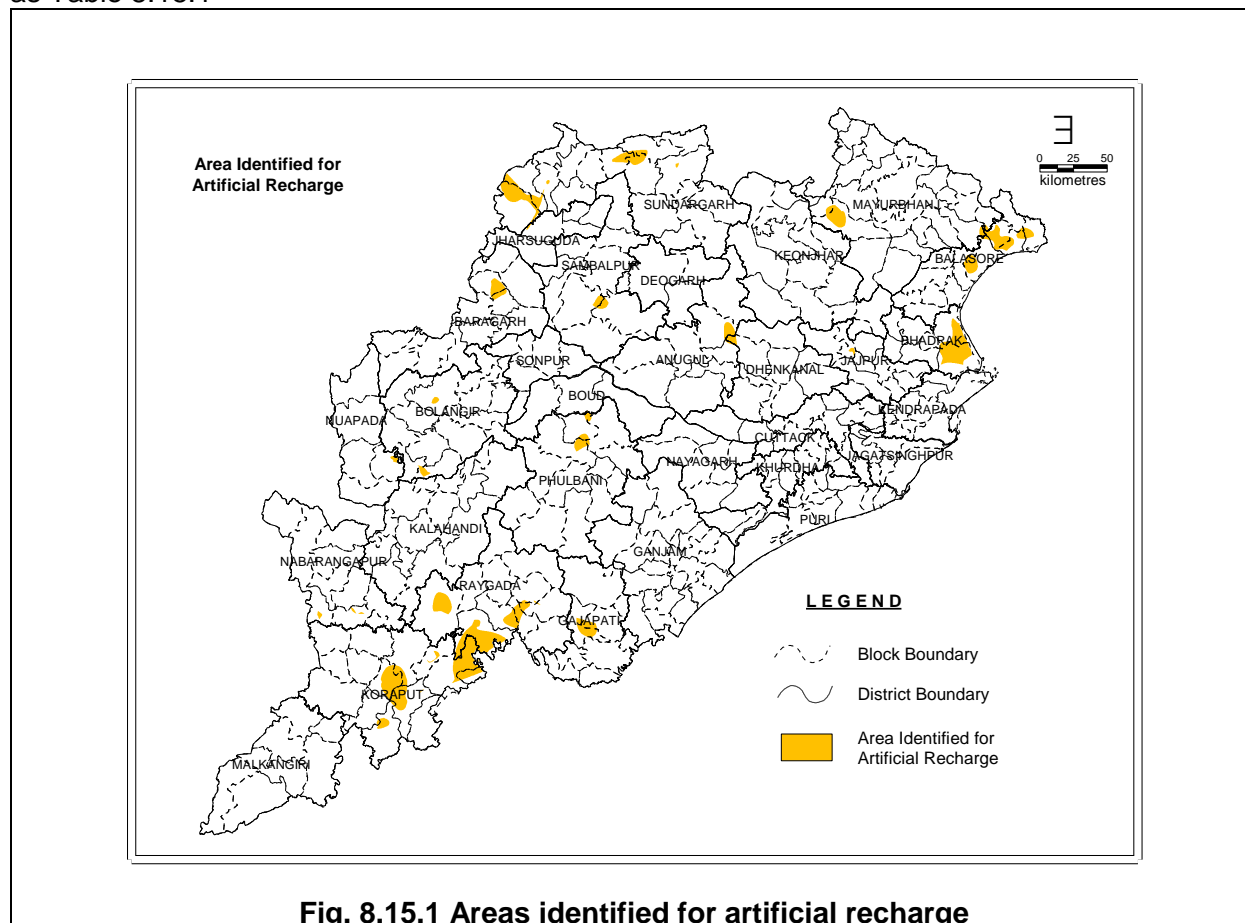 Area Identified for
Artificial Recharge
0 25 50
kilometres
SUNDARGARH
MAYURBHANJ
JHARSUGUDA
KEONJHAR
BALASORE
SAMBALPUR
DEOGARH
BARAGARH
BHADRAK
SONPUR
ANUGUL
JAJPUR
DHENKANAL
BOUD
BOLANGIR
KENDRAPADA
NUAPADA
CUTTACK
JAGATSINGHPUR
NAYAGARH
KHURDHA
PHULBANI
PURI
KALAHANDI
GANJAM
NABARANGAPUR
RAYGADA
GAJAPATI
KORAPUT
MALKANGIRI
LEGEND
Block Boundary
District Boundary
Area Identified for
Artificial Recharge
Fig. 8.15.1 Areas identified for artificial recharge